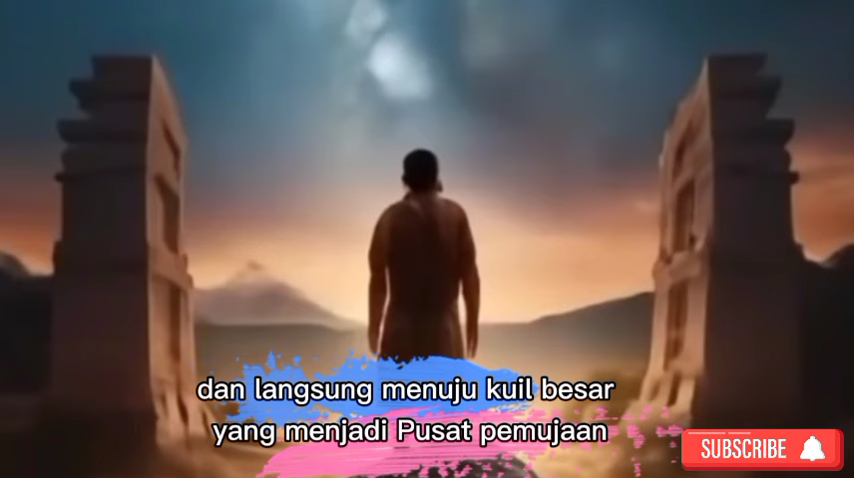 dan langsung menuju kuil besar
yang menjadi Pusat pemujaan
SUBSCRIBE